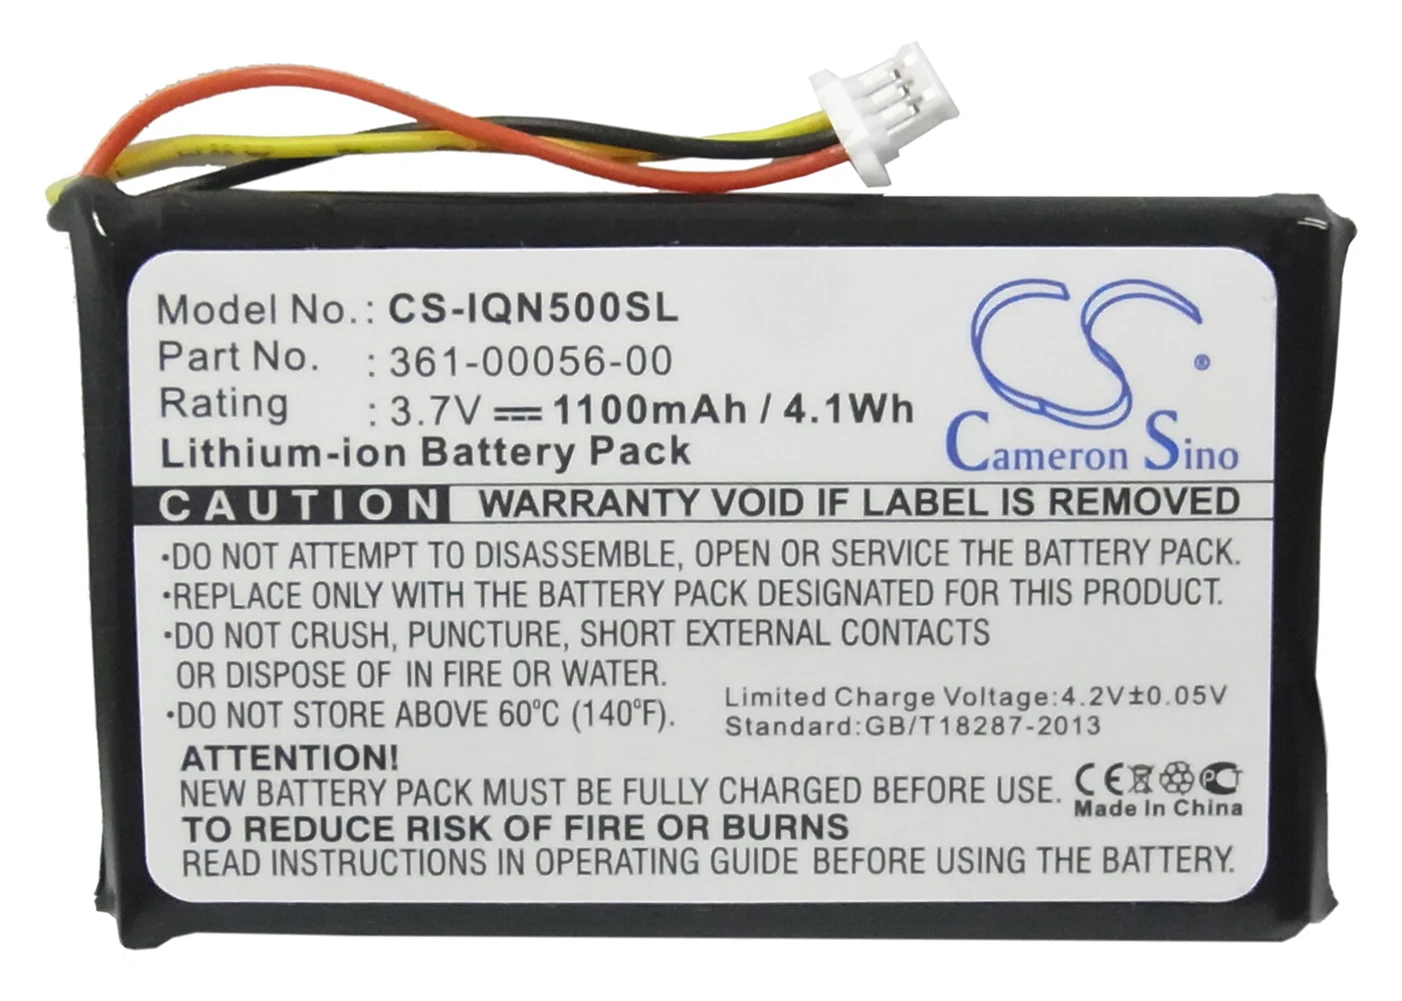 Model No. : CS-IQN500SL
Part No. : 361-00056-00
Rating : 3.7V 1100mAh / 4.1Wh
Lithium-ion Battery Pack
CS ®
Cameron Sino
CAUTION WARRANTY VOID IF LABEL IS REMOVED
·DO NOT ATTEMPT TO DISASSEMBLE, OPEN OR SERVICE THE BATTERY PACK.
·REPLACE ONLY WITH THE BATTERY PACK DESIGNATED FOR THIS PRODUCT.
·DO NOT CRUSH, PUNCTURE, SHORT EXTERNAL CONTACTS
OR DISPOSE OF IN FIRE OR WATER.
·DO NOT STORE ABOVE 60°C (140°F).
Limited Charge Voltage:4.2V±0.05V
Standard:GB/T18287-2013
ATTENTION!
NEW BATTERY PACK MUST BE FULLY CHARGED BEFORE USE.
CE PCT
Made In China
TO REDUCE RISK OF FIRE OR BURNS
READ INSTRUCTIONS IN OPERATING GUIDE BEFORE USING THE BATTERY.